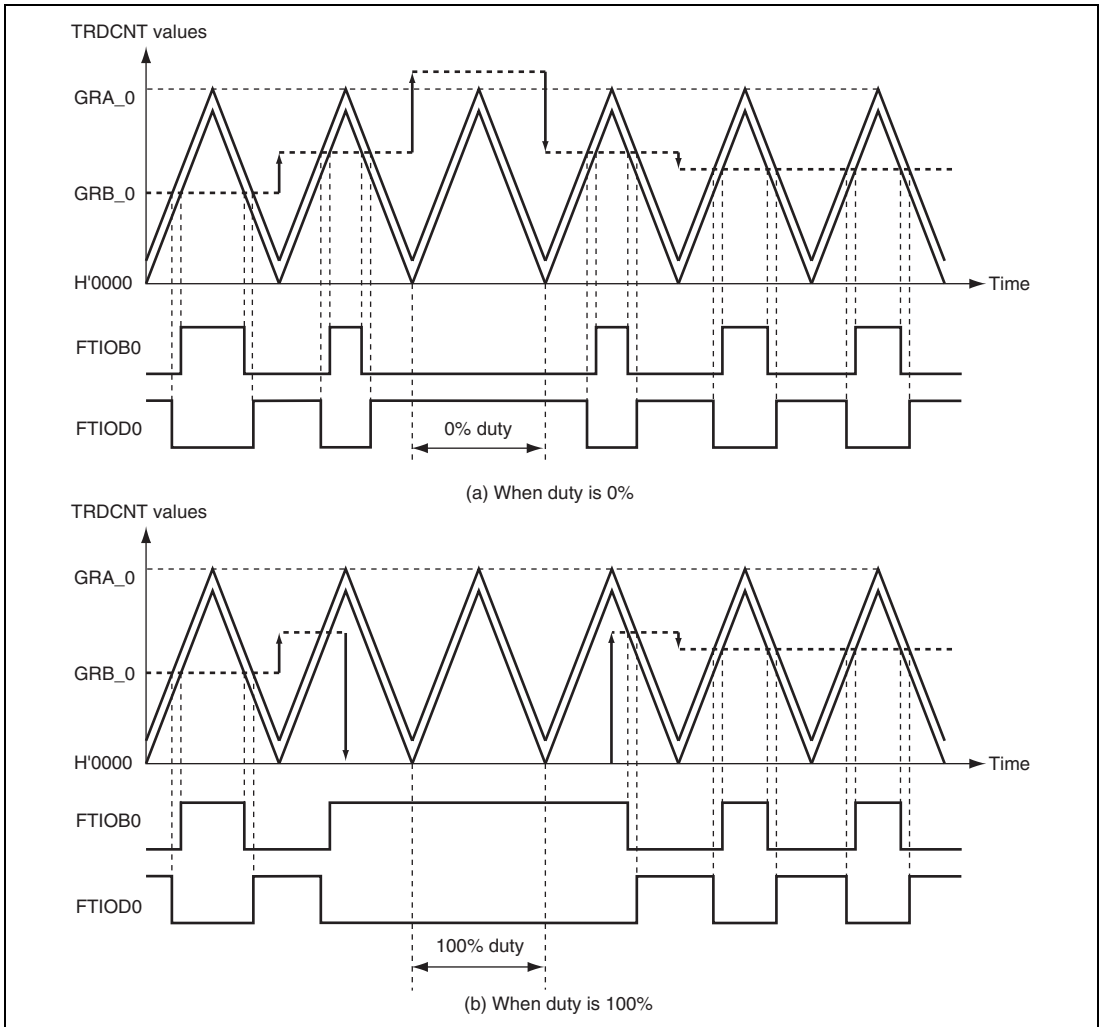 TRDCNT values
GRA_0
GRB_0
H'0000
Time
FTIOB0
FTIOD0
0% duty
(a) When duty is 0%
TRDCNT values
GRA_0
GRB_0
H'0000
Time
FTIOB0
FTIOD0
100% duty
(b) When duty is 100%